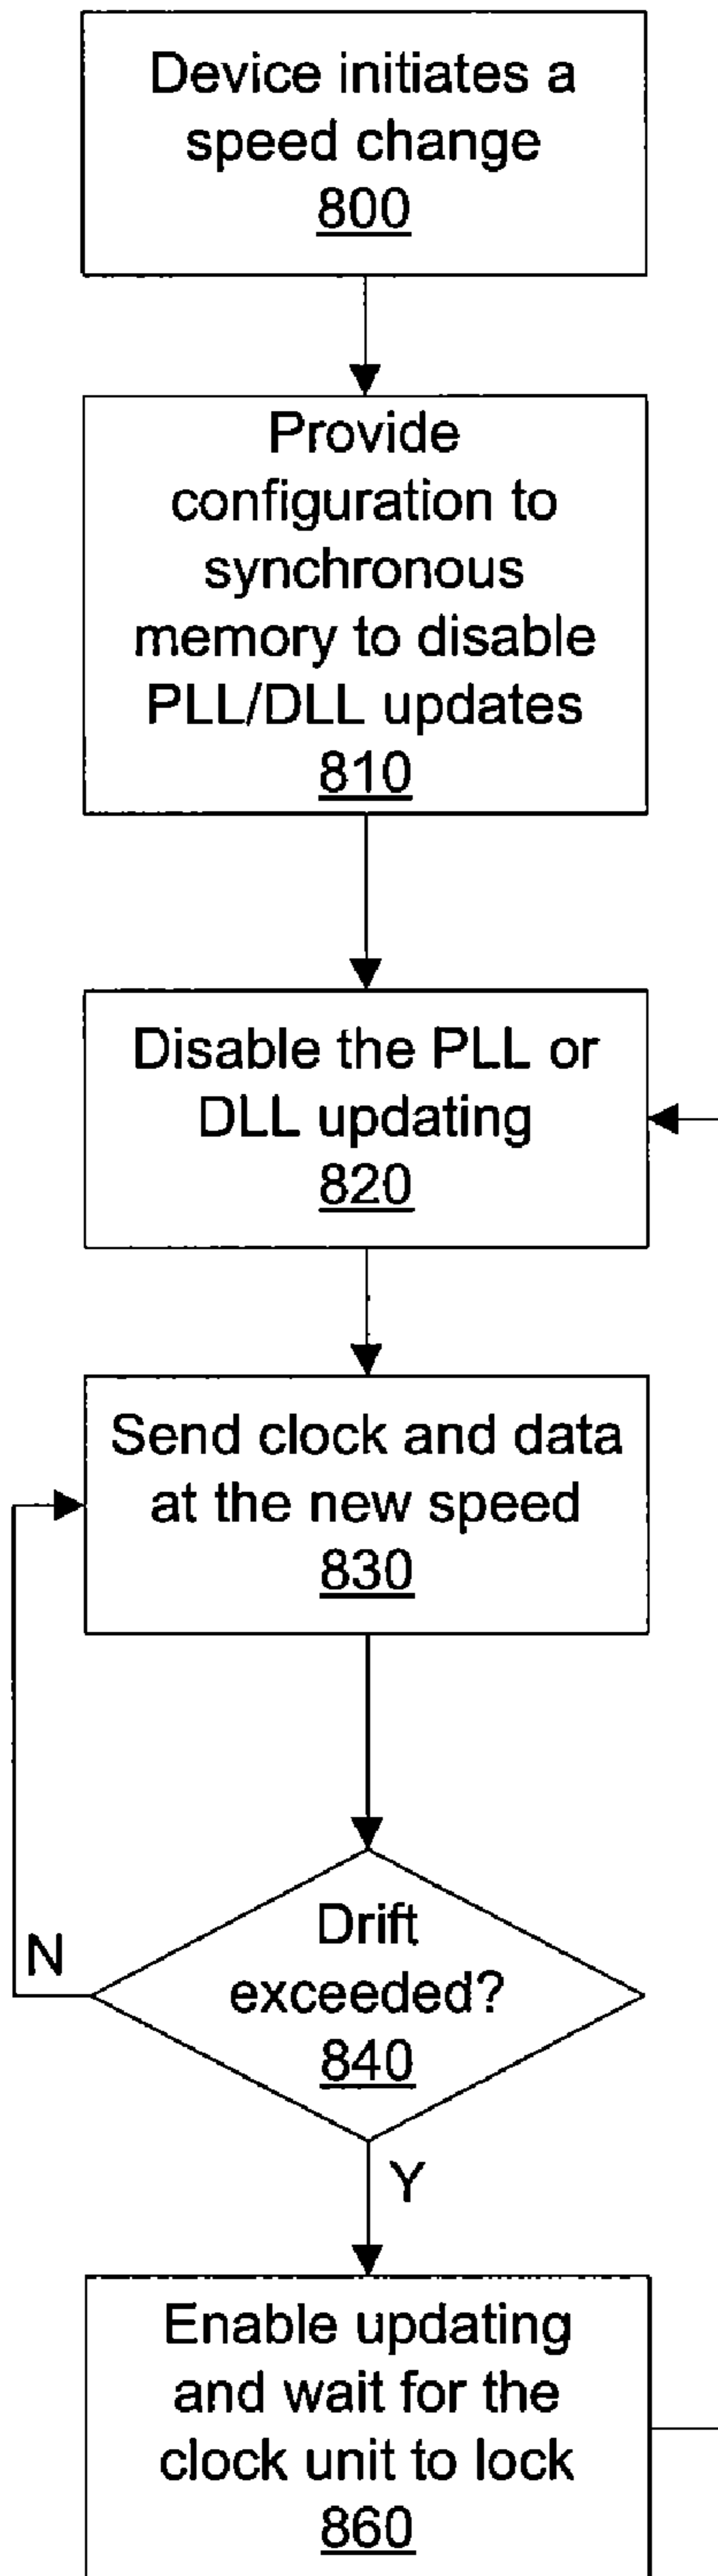 Device initiates a
speed change
800
Provide
configuration to
synchronous
memory to disable
PLL/DLL updates
810
Disable the PLL or
DLL updating
820
Send clock and data
at the new speed
830
Drift
exceeded?
840
N
Y
Enable updating
and wait for the
clock unit to lock
860